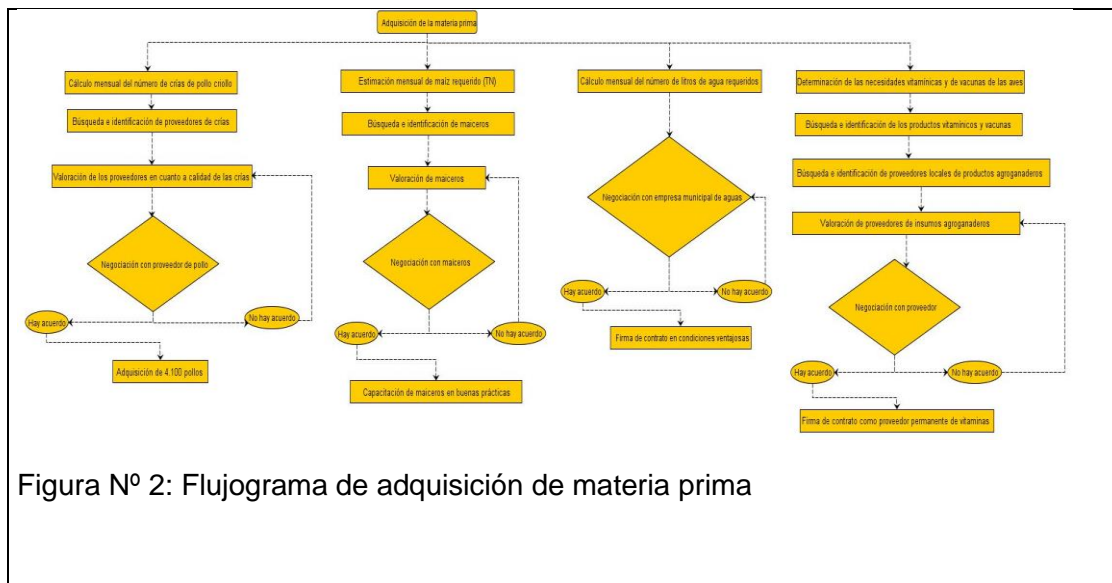 Adquisición de la materia prima
Cálculo mensual del número de crías de pollo criollo
Búsqueda e identificación de proveedores de crías
Valoración de los proveedores en cuanto a calidad de las crías
Negociación con proveedor de pollo
Hay acuerdo
No hay acuerdo
Adquisición de 4.100 pollos
Estimación mensual de maíz requerido (TN)
Búsqueda e identificación de maiceros
Valoración de maiceros
Negociación con maiceros
Hay acuerdo
No hay acuerdo
Capacitación de maiceros en buenas prácticas
Cálculo mensual del número de litros de agua requeridos
Negociación con empresa municipal de aguas
Hay acuerdo
No hay acuerdo
Firma de contrato en condiciones ventajosas
Determinación de las necesidades vitamínicas y de vacunas de las aves
Búsqueda e identificación de los productos vitamínicos y vacunas
Búsqueda e identificación de proveedores locales de productos agroganaderos
Valoración de proveedores de insumos agroganaderos
Negociación con proveedor
Hay acuerdo
No hay acuerdo
Firma de contrato como proveedor permanente de vitaminas
Figura Nº 2: Flujograma de adquisición de materia prima